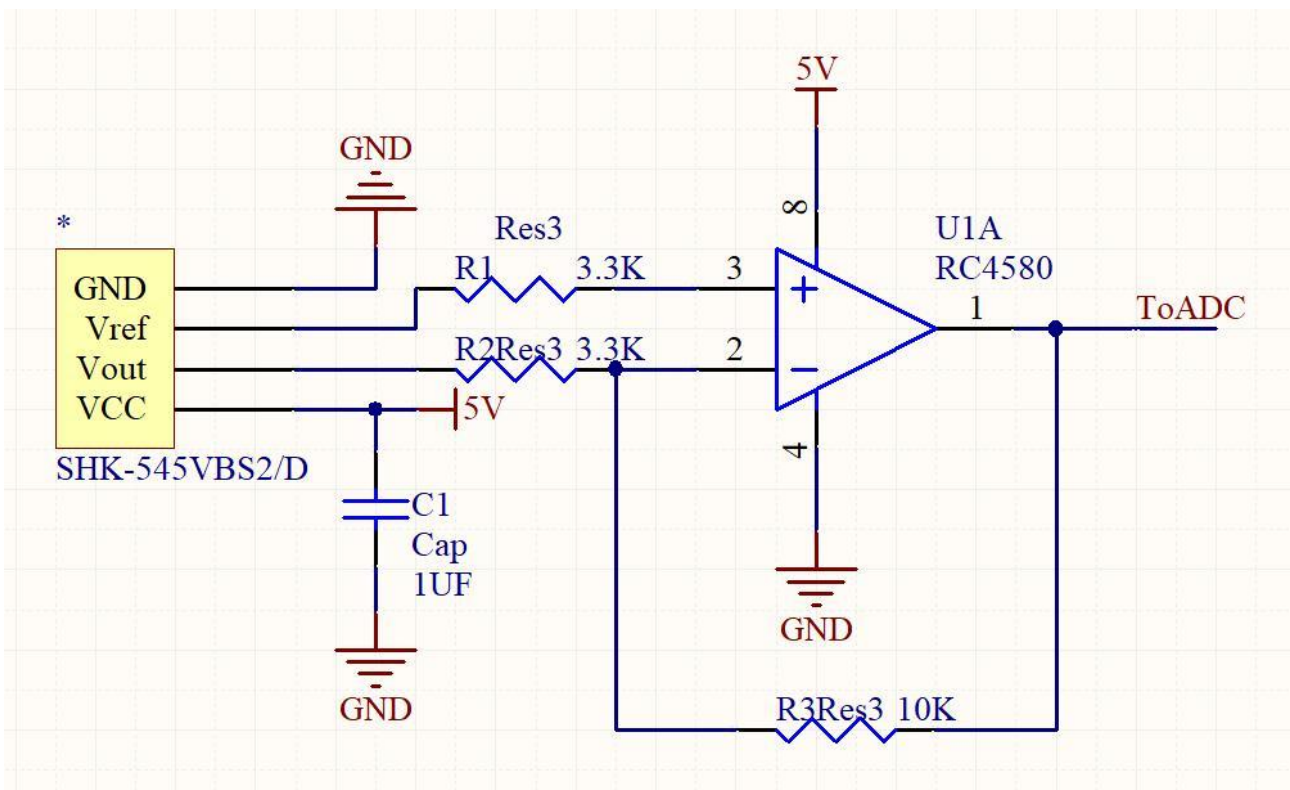 5V
GND
*
8
Res3
U1A
R1 3.3K 3
RC4580
GND
+
1 ToADC
Vref
R2Res3 3.3K 2
Vout
−
VCC
5V
4
SHK-545VBS2/D
C1
Cap
1UF
GND
GND
R3Res3 10K